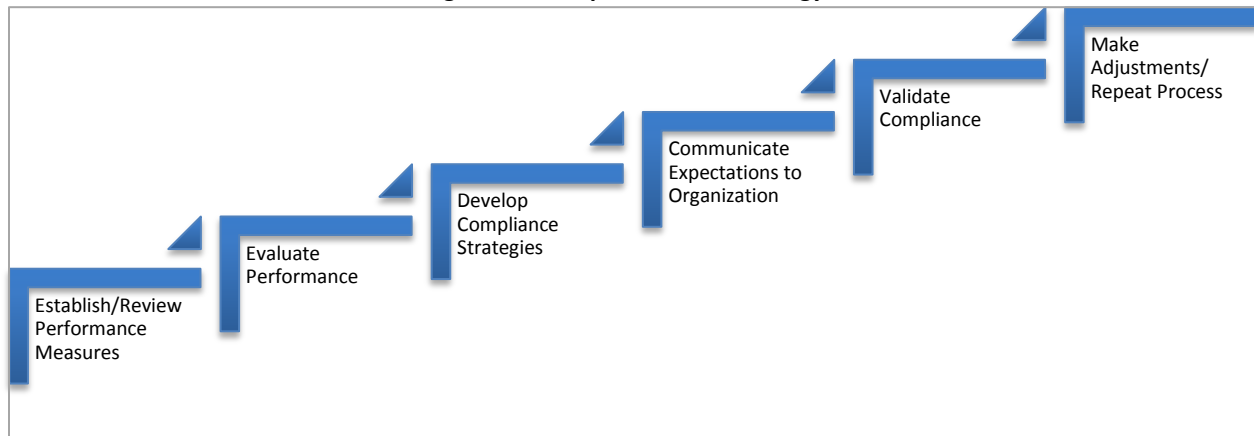 Establish/Review
Performance
Measures
Evaluate
Performance
Develop
Compliance
Strategies
Communicate
Expectations to
Organization
Validate
Compliance
Make
Adjustments/
Repeat Process